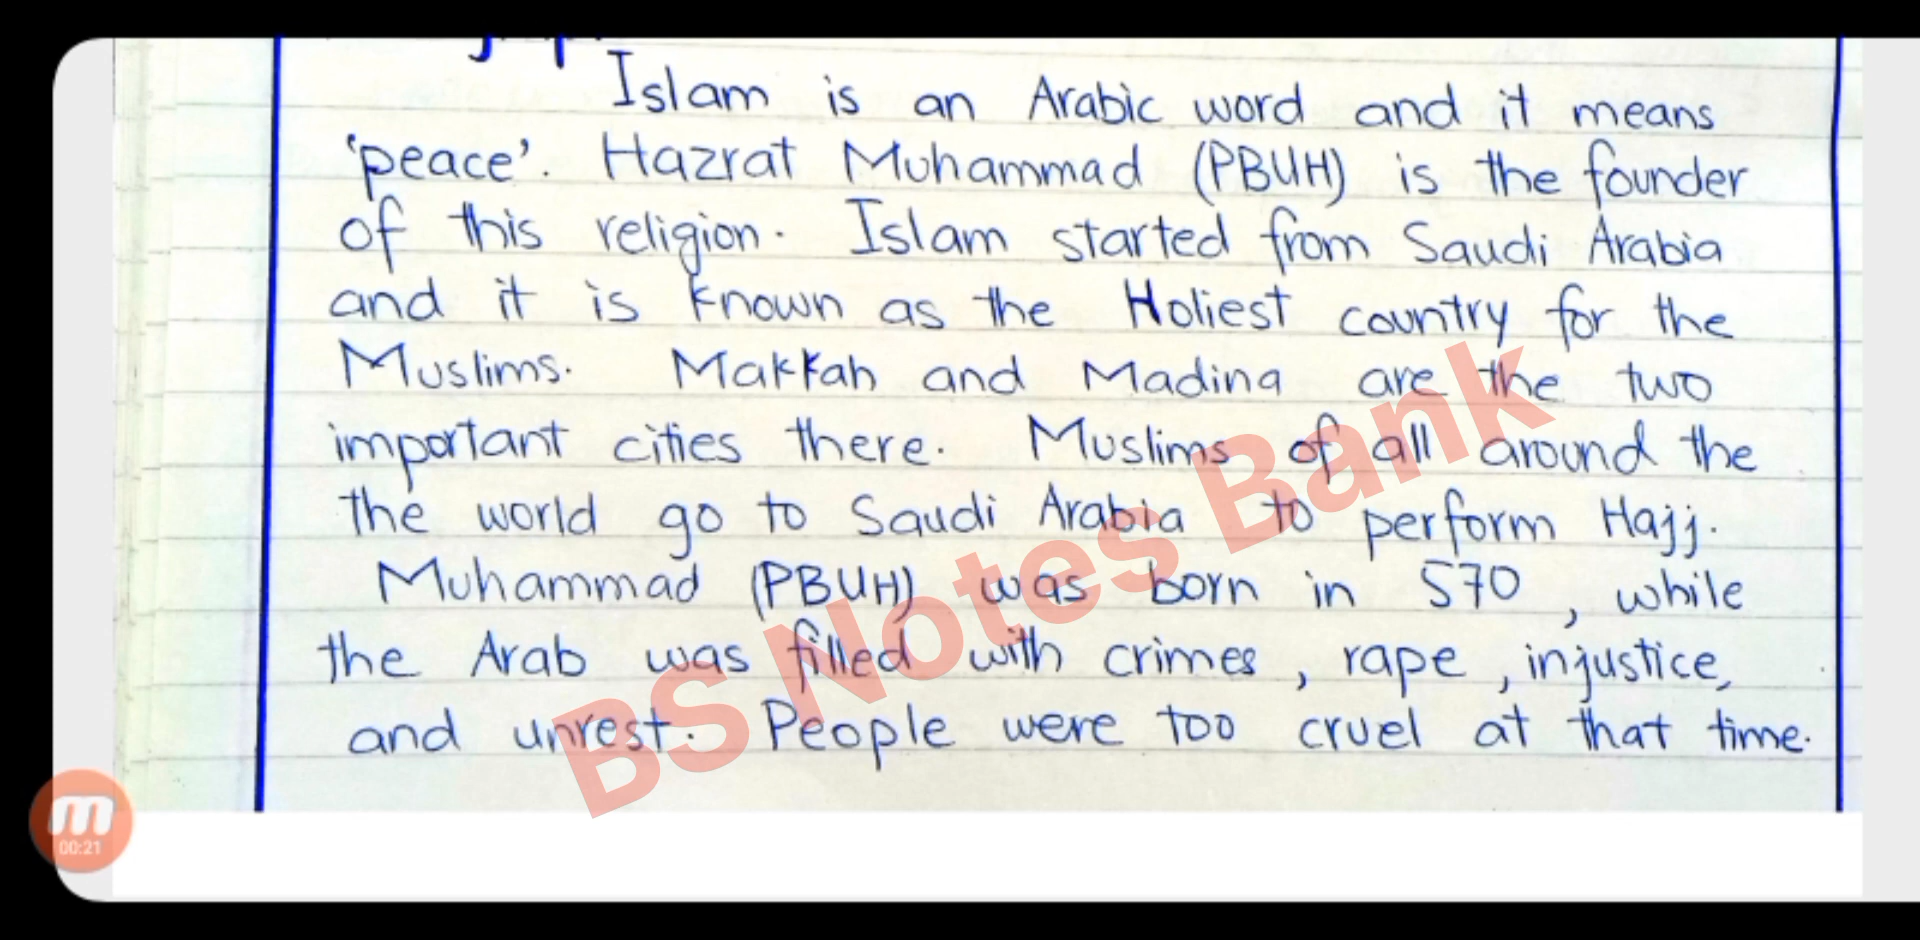 Islam is an Arabic word and it means
'peace'. Hazrat Muhammad (PBUH) is the founder
of this religion. Islam started from Saudi Arabia
and it is known as the Holiest country for the
Muslims. Makkah and Madina are the two
important cities there. Muslims of all around the
the world go to Saudi Arabia to perform Hajj.
Muhammad (PBUH) was born in 570, while
the Arab was filled with crimes, rape, injustice,
and unrest. People were too cruel at that time.
BS Notes Bank
m
00:21